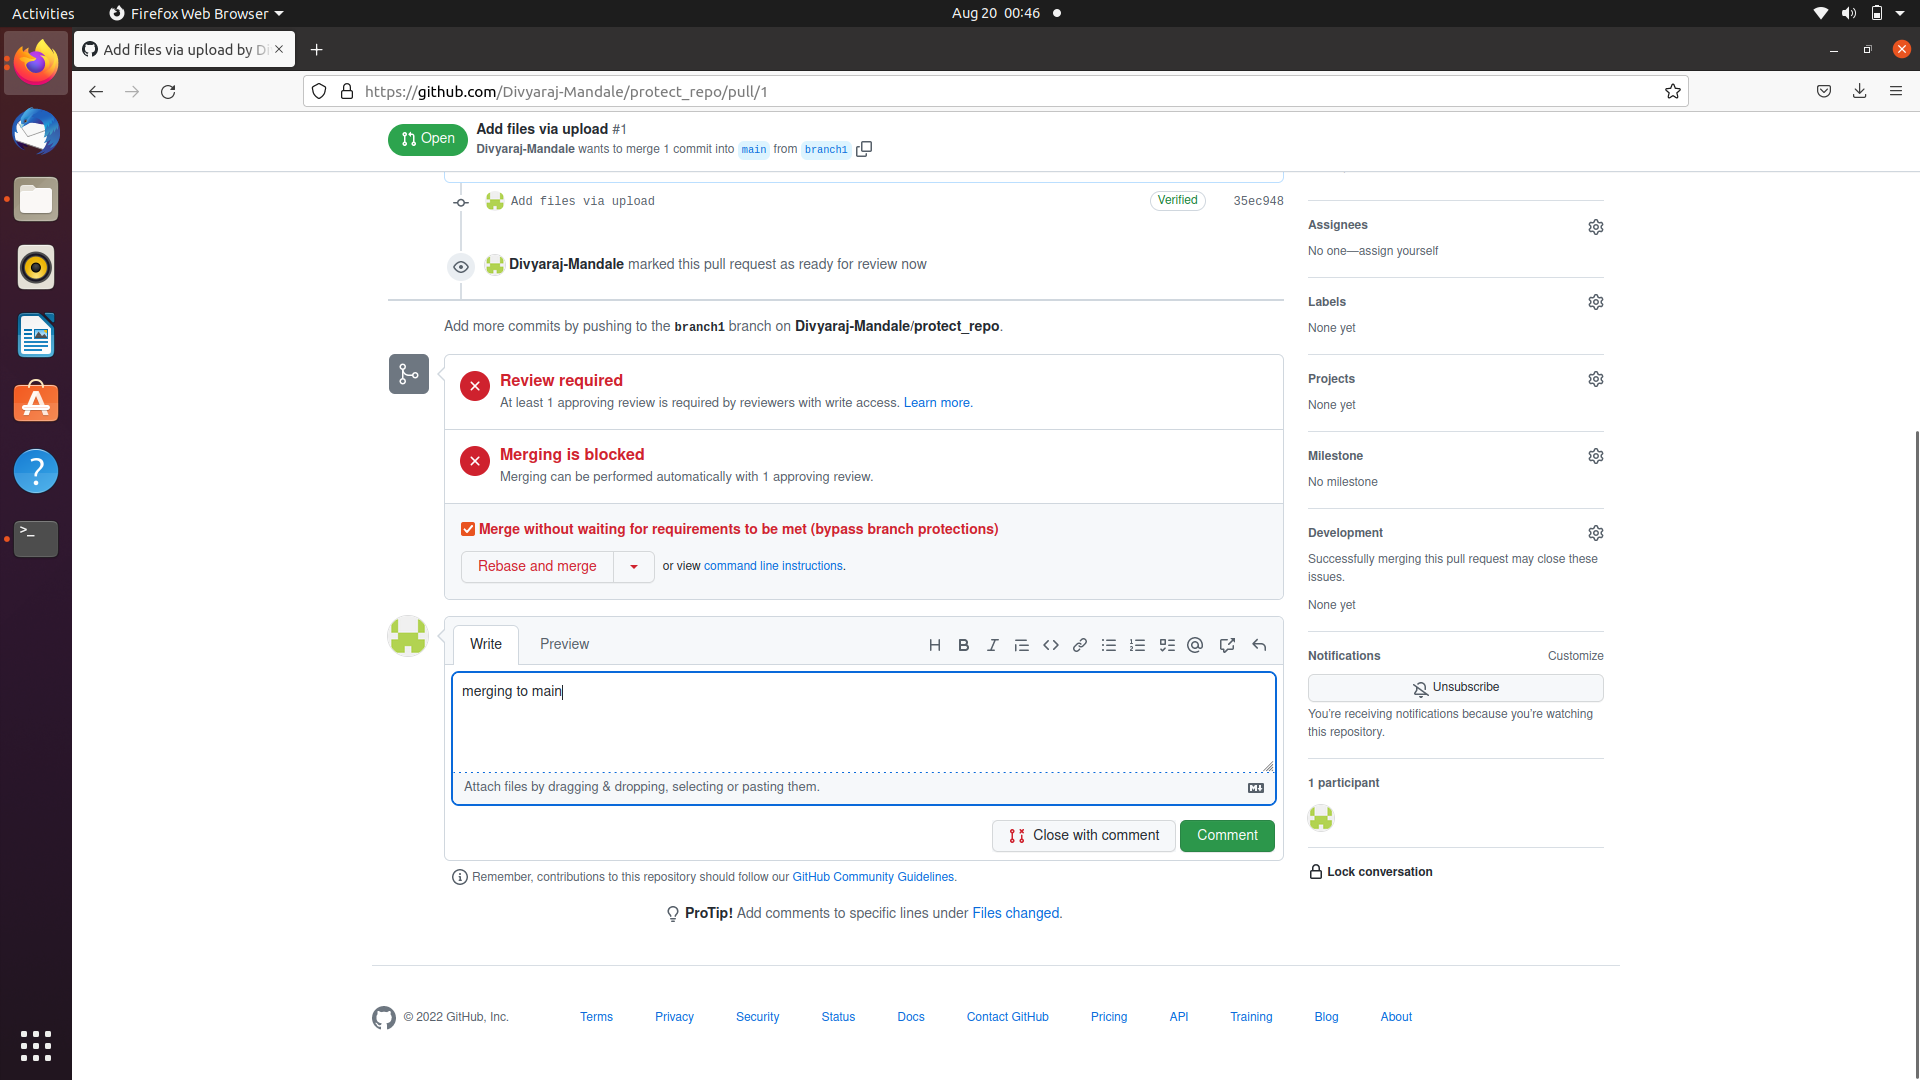 Activities
Firefox Web Browser
Aug 20 00:46
Add files via upload by Di
https://github.com/Divyaraj-Mandale/protect_repo/pull/1
Open
Add files via upload #1
Divyaraj-Mandale wants to merge 1 commit into main from branch1
Add files via upload
Verified
35ec948
Divyaraj-Mandale marked this pull request as ready for review now
Add more commits by pushing to the branch1 branch on Divyaraj-Mandale/protect_repo.
Review required
At least 1 approving review is required by reviewers with write access. Learn more.
Merging is blocked
Merging can be performed automatically with 1 approving review.
Merge without waiting for requirements to be met (bypass branch protections)
Rebase and merge
or view command line instructions.
Write
Preview
merging to main
Attach files by dragging & dropping, selecting or pasting them.
Close with comment
Comment
Remember, contributions to this repository should follow our GitHub Community Guidelines.
ProTip! Add comments to specific lines under Files changed.
Assignees
No one—assign yourself
Labels
None yet
Projects
None yet
Milestone
No milestone
Development
Successfully merging this pull request may close these
issues.
None yet
Notifications
Customize
Unsubscribe
You're receiving notifications because you're watching
this repository.
1 participant
Lock conversation
© 2022 GitHub, Inc.
Terms
Privacy
Security
Status
Docs
Contact GitHub
Pricing
API
Training
Blog
About